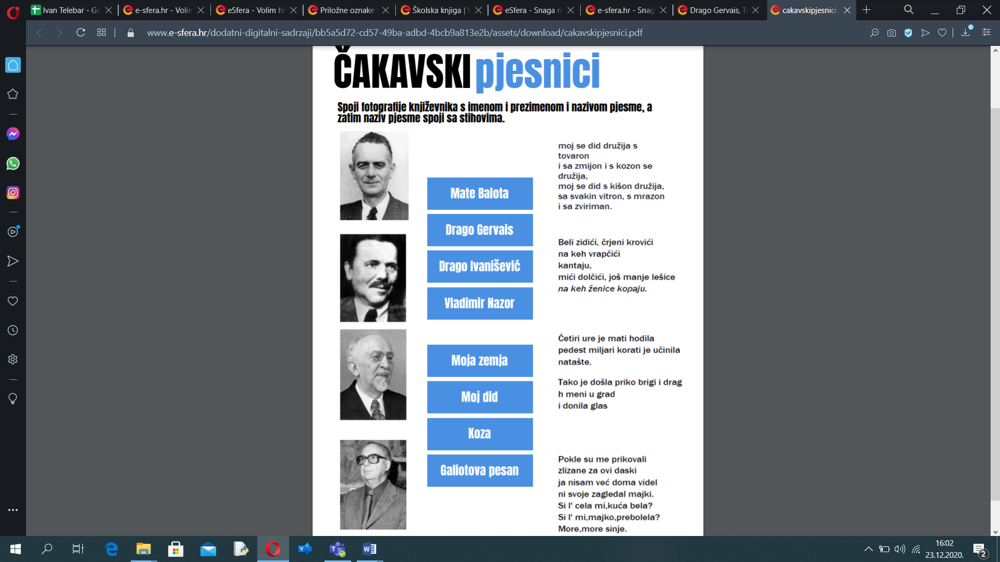 Ivan Telebar - Go
e-sfera.hr - Volim
eSfera - Volim hr
Priložne oznake
Školska knjiga | V
eSfera - Snaga ri
e-sfera.hr - Snag
Drago Gervais, T
cakavskipjesnici.
www.e-sfera.hr/dodatni-digitalni-sadrzaji/bb5a5d72-cd57-49ba-adbd-4bcb9a813e2b/assets/download/cakavskipjesnici.pdf
ČAKAVSKI pjesnici
Spoji fotografije književnika s imenom i prezimenom i nazivom pjesme, a
zatim naziv pjesme spoji sa stihovima.
Mate Balota
Drago Gervais
Drago Ivanišević
Vladimir Nazor
Moja zemja
Moj did
Koza
Galiotova pesan
moj se did družija s
tovaron
i sa zmijon i s kozon se
družija,
moj se did s kišon družija,
sa svakin vitron, s mrazon
i sa zviriman.
Beli zidići, črjeni krovići
na keh vrapčići
kantaju,
mići dolčići, još manje lešice
na keh ženice kopaju.
Četiri ure je mati hodila
pedest miljari korati je učinila
natašte.
Tako je došla priko brigi i drag
h meni u grad
i donila glas
Pokle su me prikovali
zlizane za ovi daski
ja nisam već doma videl
ni svoje zagledal majki.
Si l' cela mi,kuća bela?
Si l' mi,majko,prebolela?
More,more sinje.
16:02
23.12.2020.
2